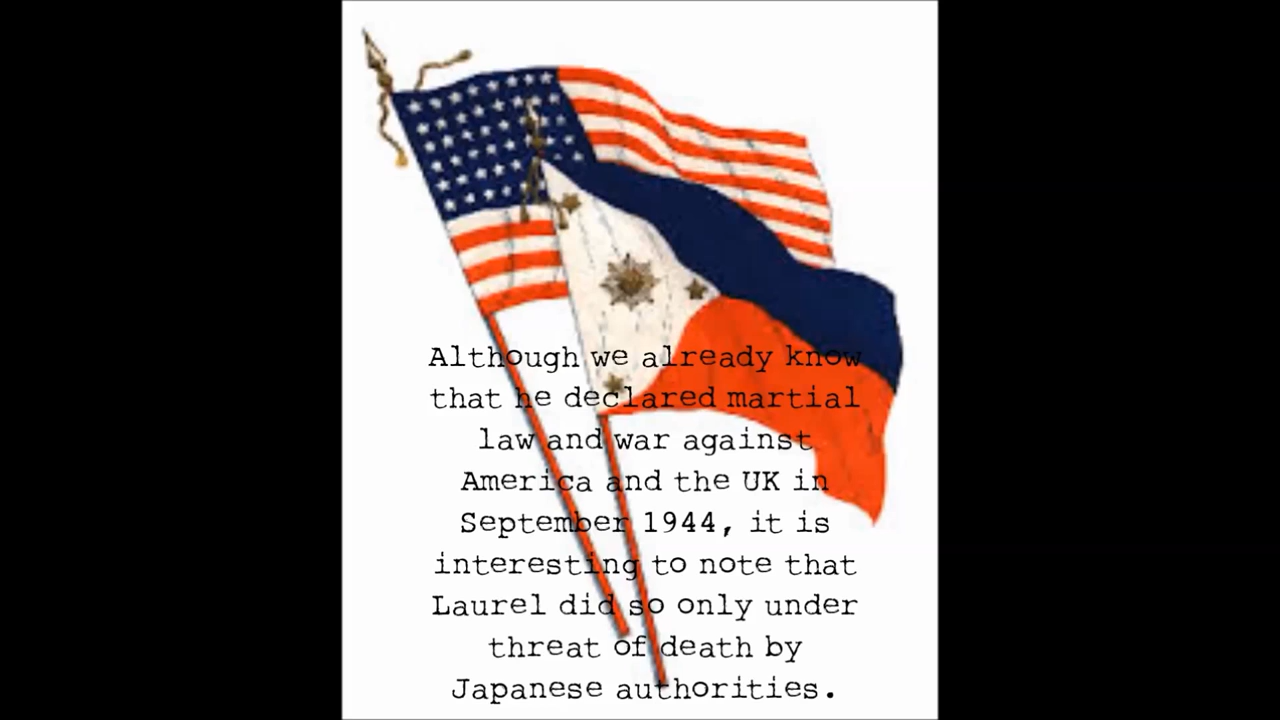 Although we already know
that he declared martial
law and war against
America and the UK in
September 1944, it is
interesting to note that
Laurel did so only under
threat of death by
Japanese authorities.